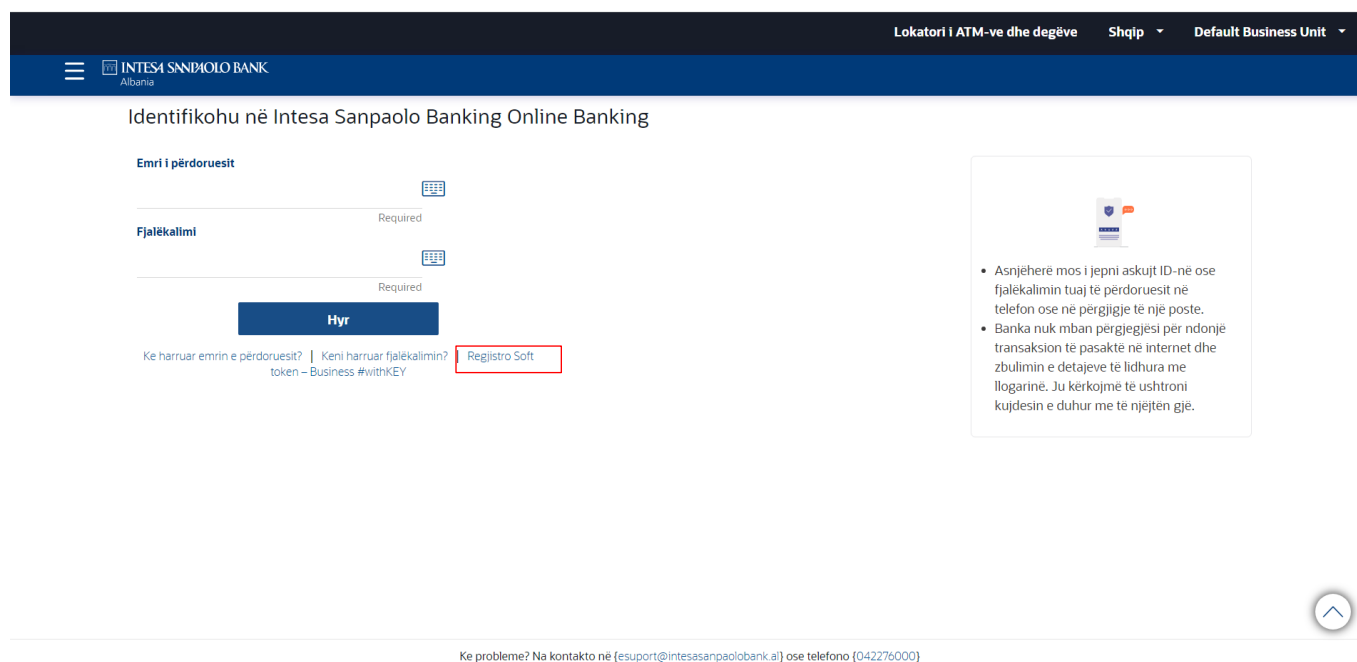 Lokatori i ATM-ve dhe degëve Shqip Default Business Unit
INTESA SANPAOLO BANK
Albania
Identifikohu në Intesa Sanpaolo Banking Online Banking
Emri i përdoruesit
Required
Fjalëkalimi
Required
Hyr
Ke harruar emrin e përdoruesit? | Keni harruar fjalëkalimin? | Regjistro Soft
token – Business #withKEY
• Asnjëherë mos i jepni askujt ID-në ose
fjalëkalimin tuaj të përdoruesit në
telefon ose në përgjigje të një poste.
• Banka nuk mban përgjegjësi për ndonjë
transaksion të pasaktë në internet dhe
zbulimin e detajeve të lidhura me
llogarinë. Ju kërkojmë të ushtroni
kujdesin e duhur me të njëjtën gjë.
Ke probleme? Na kontakto në {esuport@intesasanpaolobank.al} ose telefono {042276000}